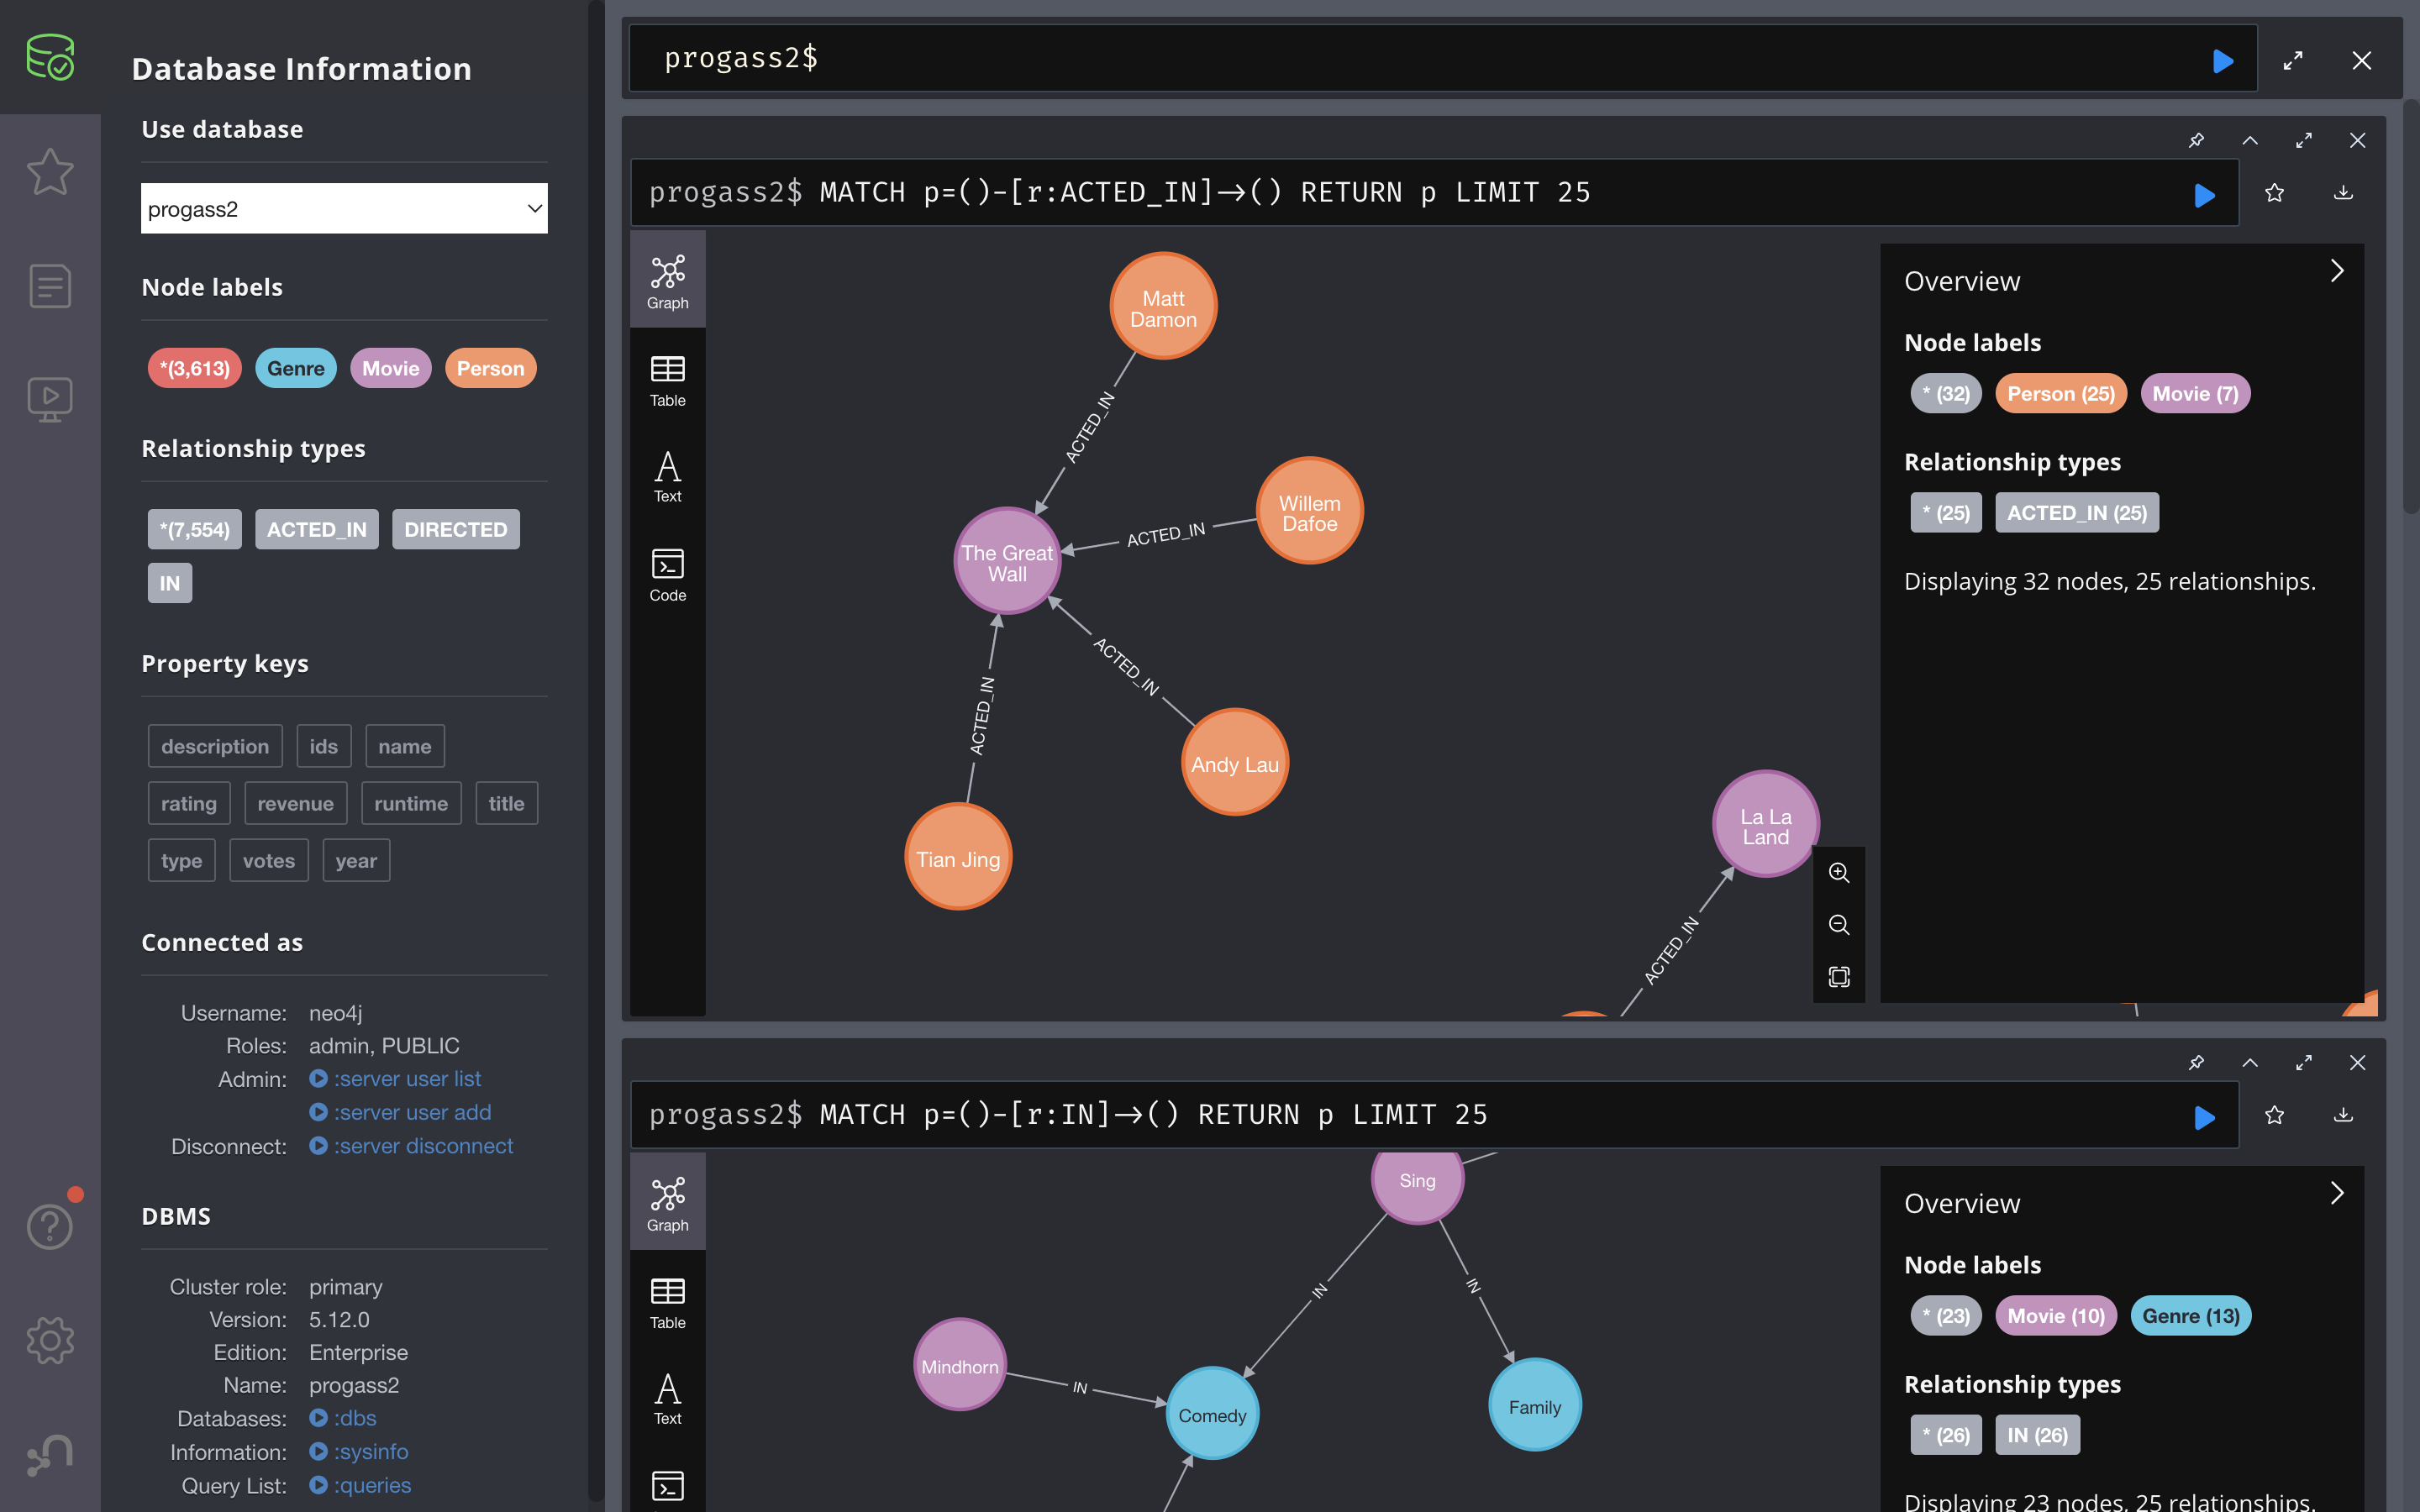 Database Information
Use database
progass2
Node labels
*(3,613) Genre Movie Person
Relationship types
*(7,554) ACTED_IN DIRECTED
IN
Property keys
description ids name
rating revenue runtime title
type votes year
Connected as
Username: neo4j
Roles: admin, PUBLIC
Admin: :server user list
:server user add
Disconnect: :server disconnect
DBMS
Cluster role: primary
Version: 5.12.0
Edition: Enterprise
Name: progass2
Databases: :dbs
Information: :sysinfo
Query List: :queries
progass2$
progass2$ MATCH p=()-[r:ACTED_IN]->() RETURN p LIMIT 25
Graph
Table
Text
Code
Matt
Damon
ACTED_IN
Willem
Dafoe
ACTED_IN
The Great
Wall
ACTED_IN
ACTED_IN
Andy Lau
Tian Jing
La La
Land
ACTED_IN
Overview
Node labels
* (32) Person (25) Movie (7)
Relationship types
* (25) ACTED_IN (25)
Displaying 32 nodes, 25 relationships.
progass2$ MATCH p=()-[r:IN]->() RETURN p LIMIT 25
Graph
Table
Text
Sing
IN
IN
Mindhorn
IN
Comedy
Family
Overview
Node labels
* (23) Movie (10) Genre (13)
Relationship types
* (26) IN (26)
Displaying 23 nodes, 25 relationships.